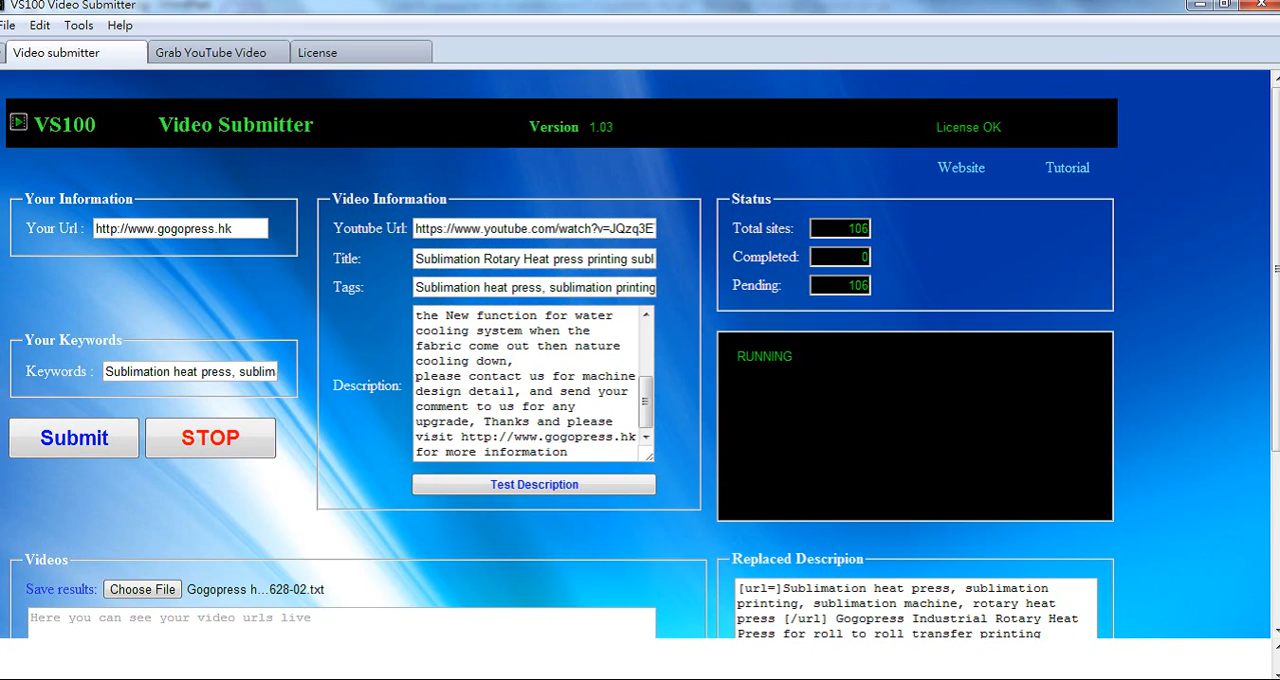 VS100 Video Submitter
File Edit Tools Help
Video submitter Grab YouTube Video License
VS100 Video Submitter Version 1.03 License OK
Website Tutorial
Your Information
Your Url : http://www.gogopress.hk
Your Keywords
Keywords : Sublimation heat press, sublim
Submit STOP
Video Information
Youtube Url: https://www.youtube.com/watch?v=JQzq3E
Title: Sublimation Rotary Heat press printing subl
Tags: Sublimation heat press, sublimation printing
Description:
the New function for water
cooling system when the
fabric come out then nature
cooling down,
please contact us for machine
design detail, and send your
comment to us for any
upgrade, Thanks and please
visit http://www.gogopress.hk
for more information
Test Description
Status
Total sites: 106
Completed: 0
Pending: 106
RUNNING
Videos
Save results: Choose File Gogopress h...628-02.txt
Here you can see your video urls live
Replaced Descripion
[url=]Sublimation heat press, sublimation
printing, sublimation machine, rotary heat
press [/url] Gogopress Industrial Rotary Heat
Press for roll to roll transfer printing